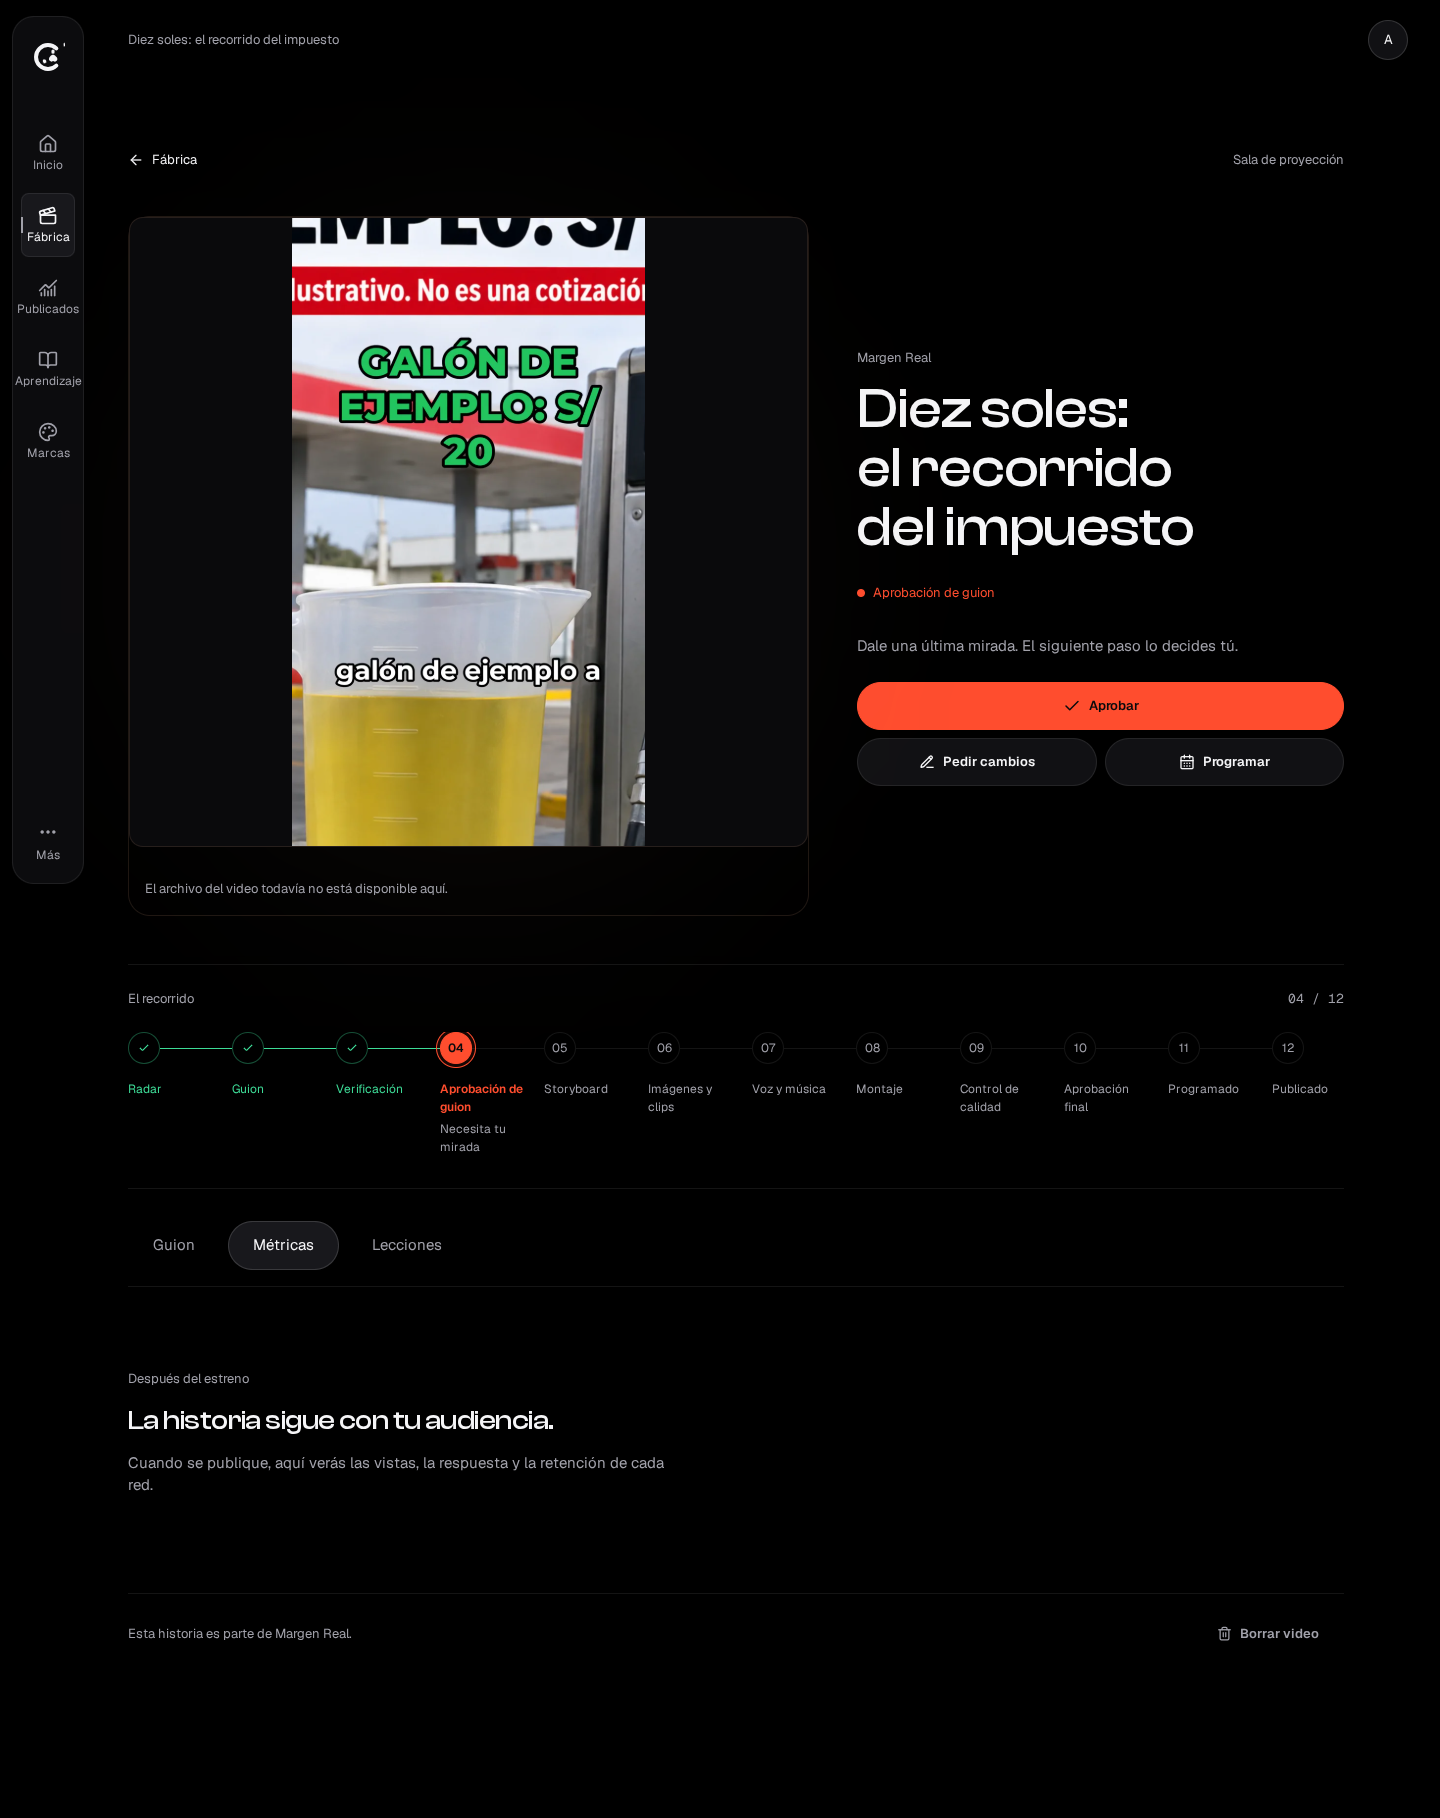 Diez soles: el recorrido del impuesto
A
Inicio
Fábrica
Publicados
Aprendizaje
Marcas
Más
Fábrica
Sala de proyección
EMPLO: S/
lustrativo. No es una cotización
GALÓN DE
EJEMPLO: S/
20
galón de ejemplo a
El archivo del video todavía no está disponible aquí.
Margen Real
Diez soles:
el recorrido
del impuesto
Aprobación de guion
Dale una última mirada. El siguiente paso lo decides tú.
Aprobar
Pedir cambios
Programar
El recorrido
04 / 12
04
05
06
07
08
09
10
11
12
Radar
Guion
Verificación
Aprobación de
guion
Necesita tu
mirada
Storyboard
Imágenes y
clips
Voz y música
Montaje
Control de
calidad
Aprobación
final
Programado
Publicado
Guion
Métricas
Lecciones
Después del estreno
La historia sigue con tu audiencia.
Cuando se publique, aquí verás las vistas, la respuesta y la retención de cada
red.
Esta historia es parte de Margen Real.
Borrar video